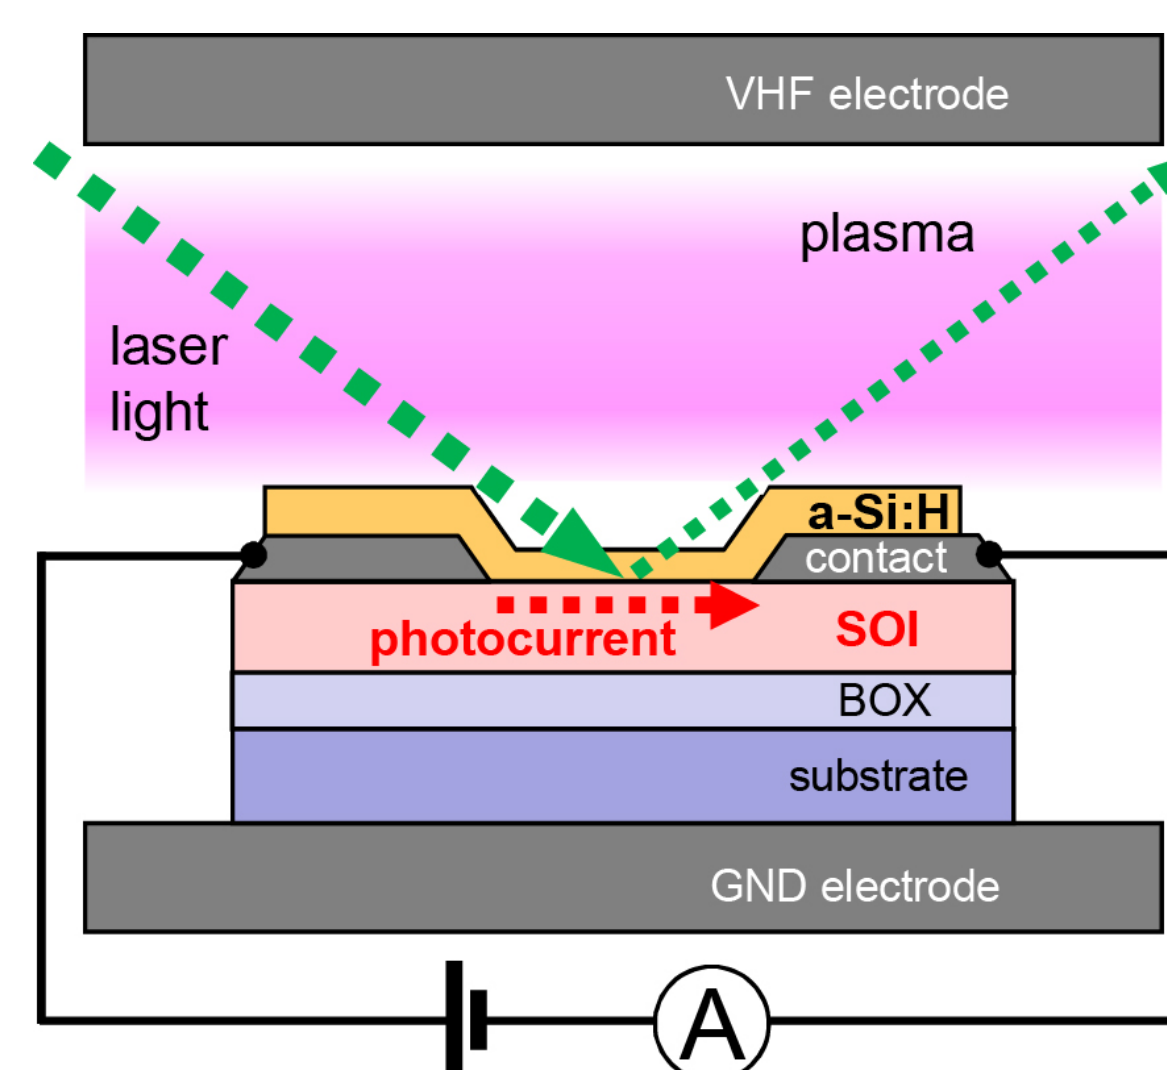 VHF electrode
plasma
laser
light
a-Si:H
contact
photocurrent
SOI
BOX
substrate
GND electrode
A